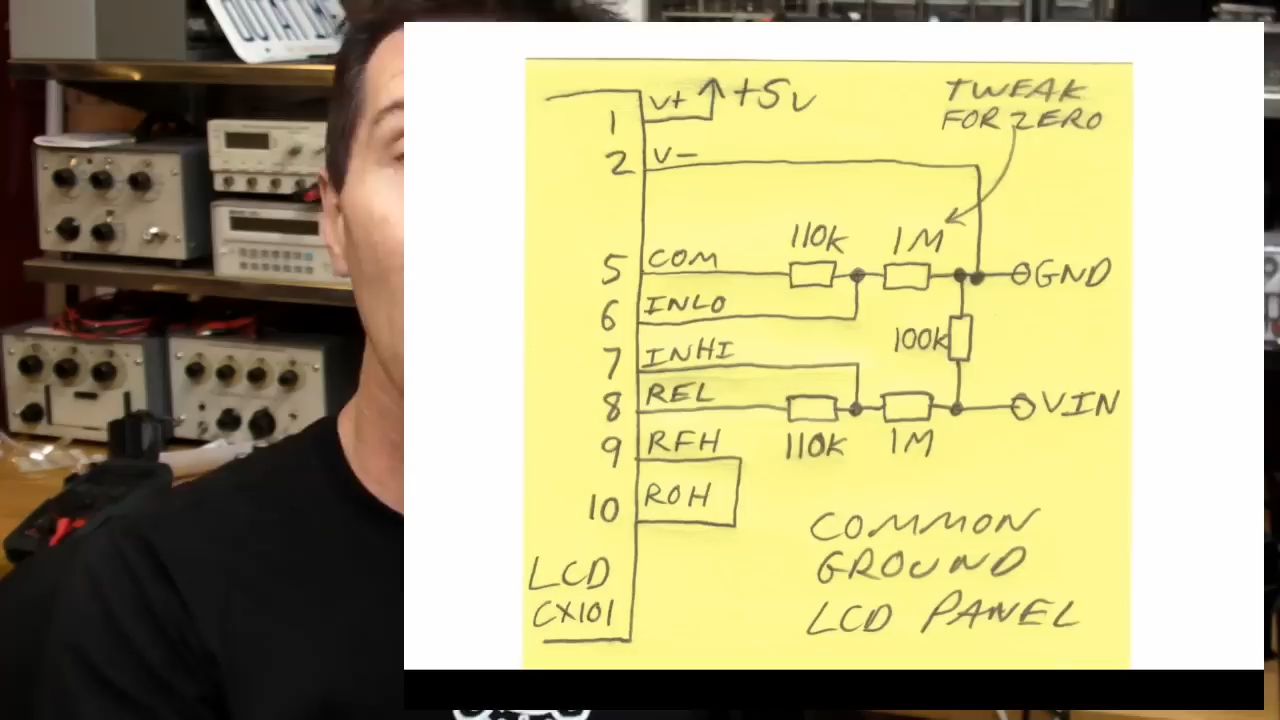 1 V+ +5V
TWEAK
FOR ZERO
2 V-
110K 1M
5 COM
GND
6 INLO
100K
7 INHI
8 REL
VIN
110K 1M
9 RFH
10 ROH
COMMON
GROUND
LCD PANEL
LCD
CX101